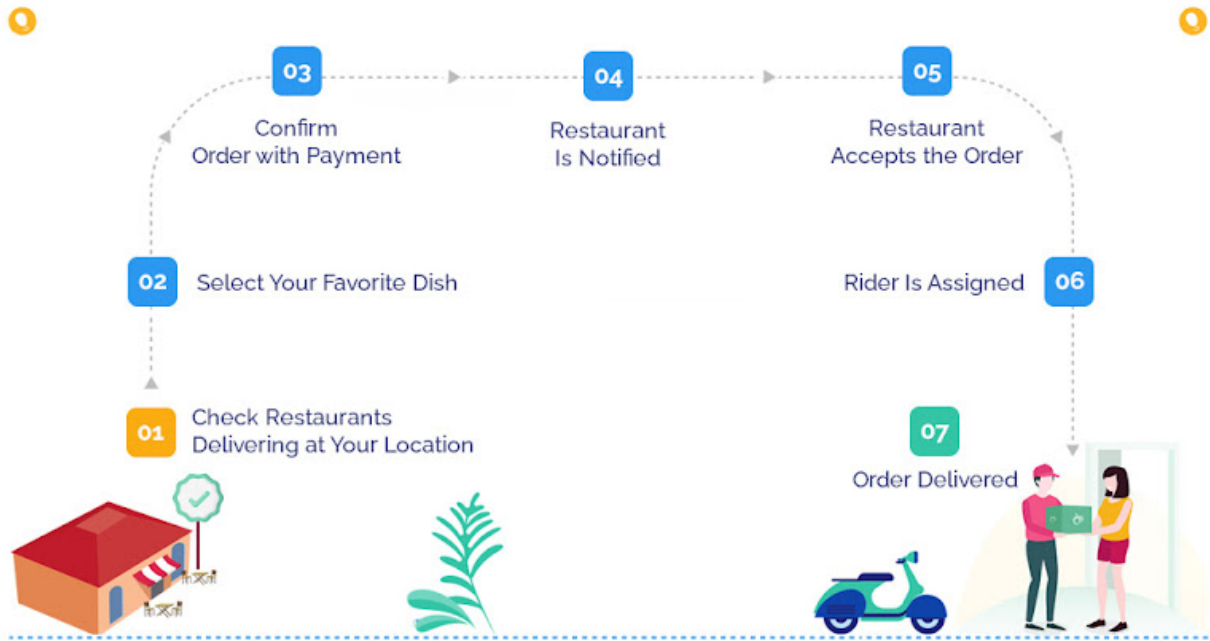 01
Check Restaurants
Delivering at Your Location
02
Select Your Favorite Dish
03
Confirm
Order with Payment
04
Restaurant
Is Notified
05
Restaurant
Accepts the Order
06
Rider Is Assigned
07
Order Delivered